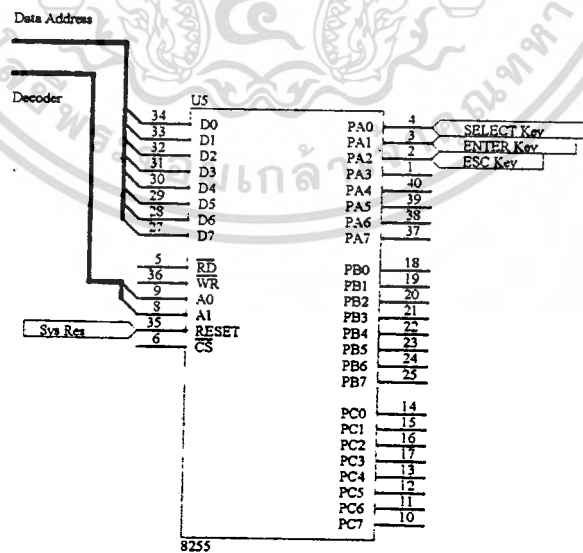 Data Address
Decoder
U5
34 D0 PA0 4 SELECT Key
33 D1 PA1 3 ENTER Key
32 D2 PA2 2 ESC Key
31 D3 PA3 1
30 D4 PA4 40
29 D5 PA5 39
28 D6 PA6 38
27 D7 PA7 37
5 RD PB0 18
36 WR PB1 19
9 A0 PB2 20
8 A1 PB3 21
Sys Res 35 RESET PB4 22
6 CS PB5 23
PB6 24
PB7 25
PC0 14
PC1 15
PC2 16
PC3 17
PC4 13
PC5 12
PC6 11
PC7 10
8255